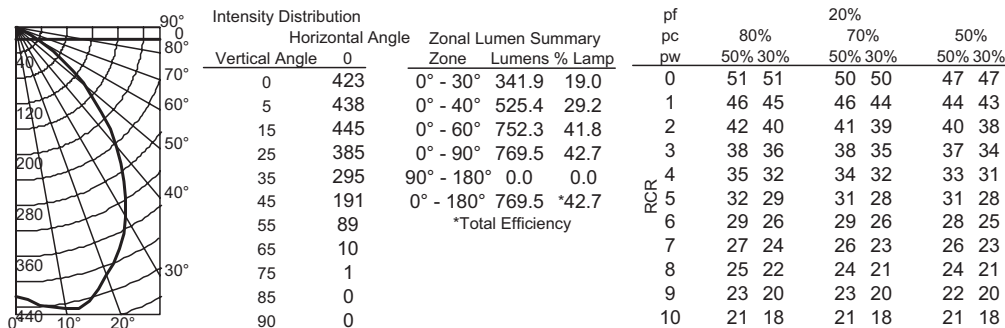 90°
0
80°
40
70°
60°
120
50°
200
40°
280
360
30°
440
0° 10° 20°
Intensity Distribution
Horizontal Angle
Vertical Angle 0
0 423
5 438
15 445
25 385
35 295
45 191
55 89
65 10
75 1
85 0
90 0
Zonal Lumen Summary
Zone Lumens % Lamp
0° - 30° 341.9 19.0
0° - 40° 525.4 29.2
0° - 60° 752.3 41.8
0° - 90° 769.5 42.7
90° - 180° 0.0 0.0
0° - 180° 769.5 *42.7
*Total Efficiency
pf 20%
pc 80% 70% 50%
pw 50% 30% 50% 30% 50% 30%
RCR
0 51 51 50 50 47 47
1 46 45 46 44 44 43
2 42 40 41 39 40 38
3 38 36 38 35 37 34
4 35 32 34 32 33 31
5 32 29 31 28 31 28
6 29 26 29 26 28 25
7 27 24 26 23 26 23
8 25 22 24 21 24 21
9 23 20 23 20 22 20
10 21 18 21 18 21 18